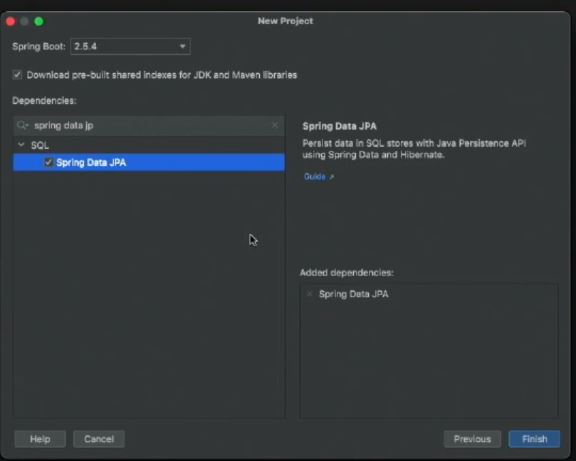 New Project
Spring Boot: 2.5.4
Download pre-built shared indexes for JDK and Maven libraries
Dependencies:
spring data jp
SQL
Spring Data JPA
Spring Data JPA
Persist data in SQL stores with Java Persistence API
using Spring Data and Hibernate.
Guide ↗
Added dependencies:
× Spring Data JPA
Help
Cancel
Previous
Finish